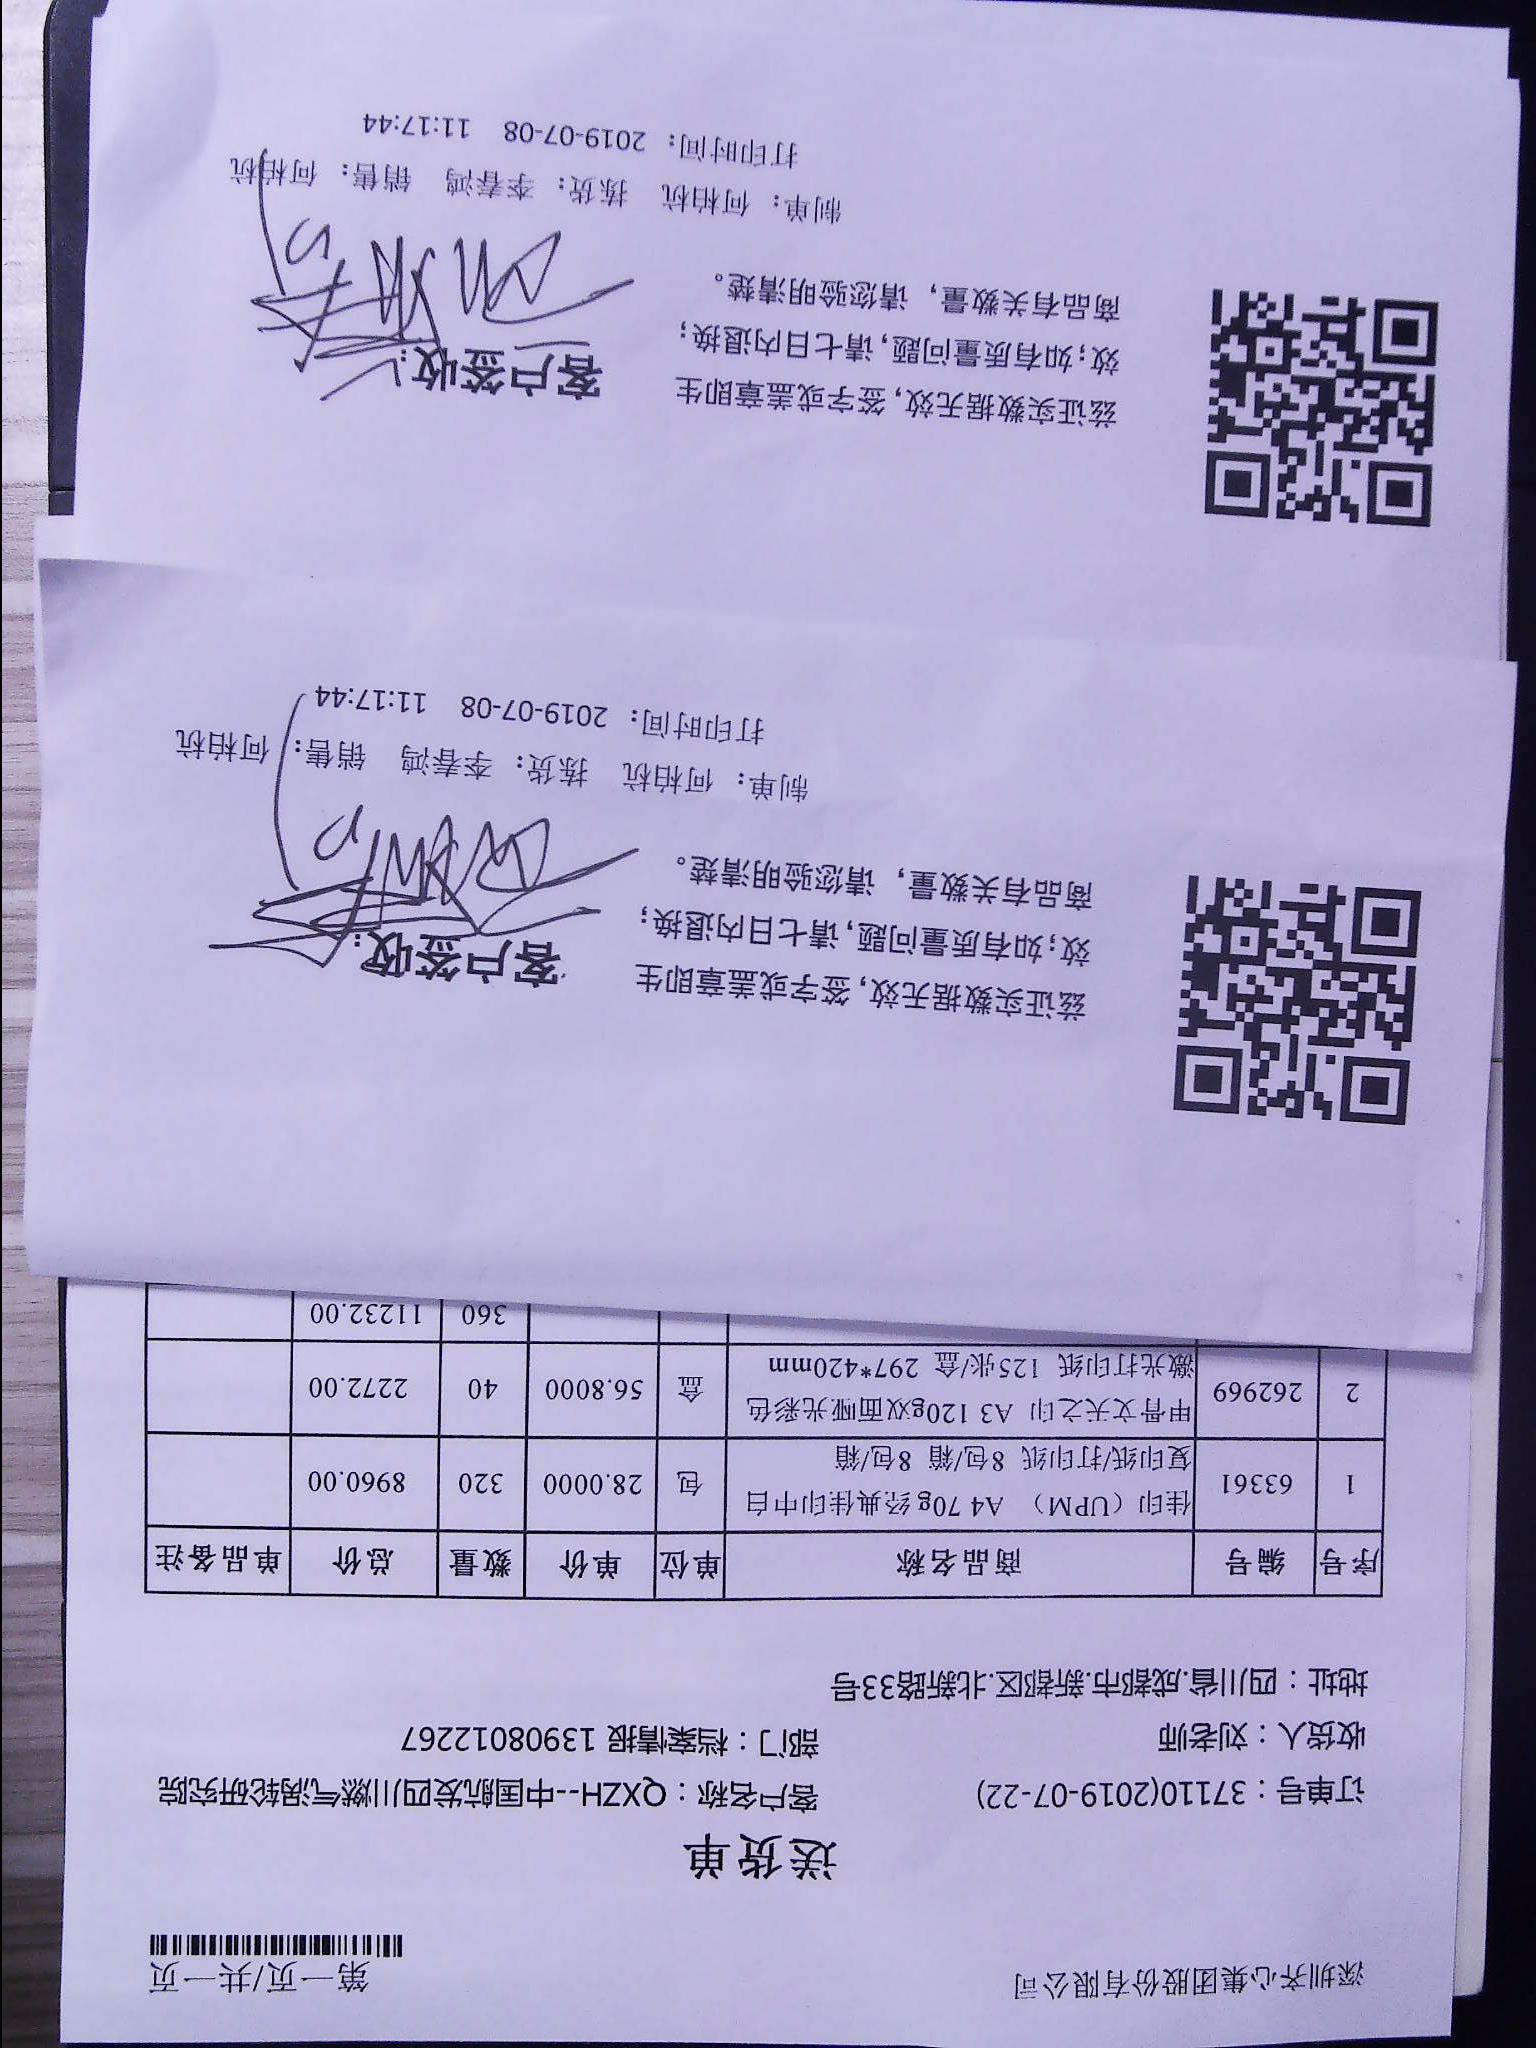 深圳齐心集团股份有限公司
第一页/共一页
送货单
订单号：37110(2019-07-22) 客户名称：QXZH--中国航发四川燃气涡轮研究院
收货人：刘老师 部门：档案情报 13908012267
地址：四川省.成都市.新都区.北新路33号
序号 编号 商品名称 单位 单价 数量 总价 单品备注
1 63361 佳印（UPM） A4 70g 经典佳印中白 包 28.0000 320 8960.00
复印纸/打印纸 8包/箱 8包/箱
2 262969 甲骨文天之印 A3 120g双面哑光彩色 盒 56.8000 40 2272.00
激光打印纸 125张/盒 297*420mm
360 11232.00
兹证实数据无效,签字或盖章即生
效;如有质量问题,请七日内退换;
商品有关数量，请您验明清楚。
客户签收:
制单：何柏杭 拣货：李春鸿 销售：何柏杭
打印时间：2019-07-08 11:17:44
兹证实数据无效,签字或盖章即生
效;如有质量问题,请七日内退换;
商品有关数量，请您验明清楚。
客户签收:
制单：何柏杭 拣货：李春鸿 销售：何柏杭
打印时间：2019-07-08 11:17:44